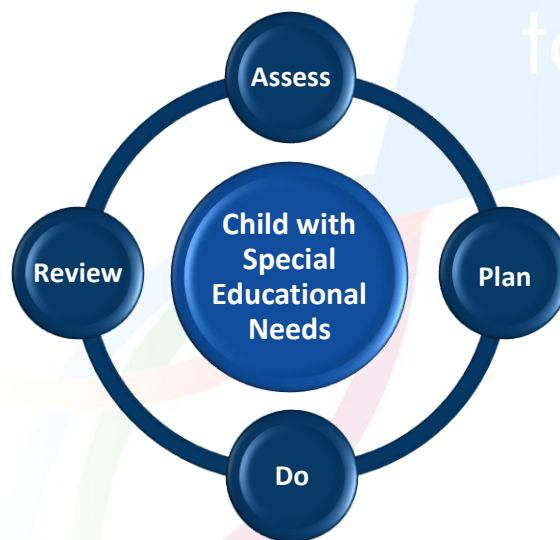 Assess
Child with
Special
Educational
Needs
Review
Plan
Do